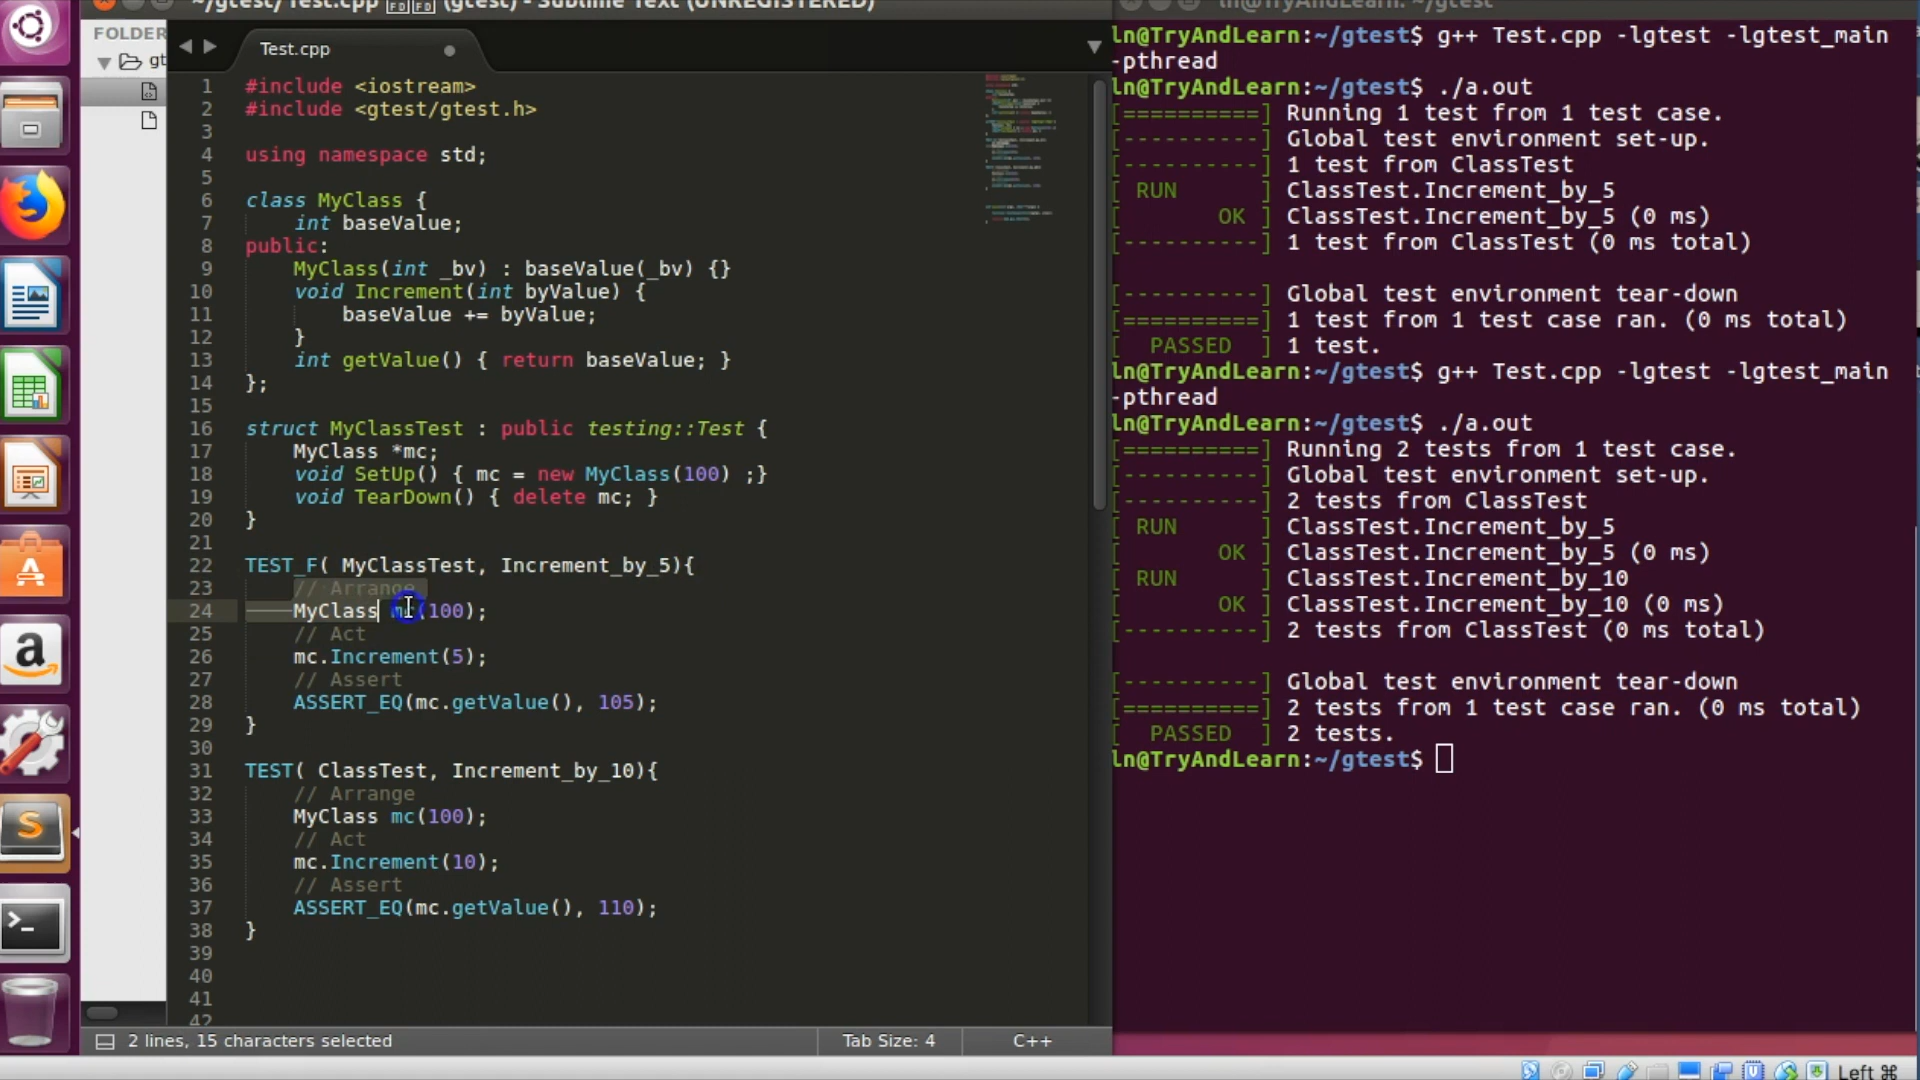 ~/gtest/Test.cpp (gtest) - Sublime Text (UNREGISTERED)
FOLDER
gt
Test.cpp
1 #include <iostream>
2 #include <gtest/gtest.h>
3
4 using namespace std;
5
6 class MyClass {
7 int baseValue;
8 public:
9 MyClass(int _bv) : baseValue(_bv) {}
10 void Increment(int byValue) {
11 baseValue += byValue;
12 }
13 int getValue() { return baseValue; }
14 };
15
16 struct MyClassTest : public testing::Test {
17 MyClass *mc;
18 void SetUp() { mc = new MyClass(100) ;}
19 void TearDown() { delete mc; }
20 }
21
22 TEST_F( MyClassTest, Increment_by_5){
23 // Arrange
24 MyClass mc(100);
25 // Act
26 mc.Increment(5);
27 // Assert
28 ASSERT_EQ(mc.getValue(), 105);
29 }
30
31 TEST( ClassTest, Increment_by_10){
32 // Arrange
33 MyClass mc(100);
34 // Act
35 mc.Increment(10);
36 // Assert
37 ASSERT_EQ(mc.getValue(), 110);
38 }
39
40
41
42
2 lines, 15 characters selected
Tab Size: 4
C++
ln@TryAndLearn: ~/gtest
ln@TryAndLearn:~/gtest$ g++ Test.cpp -lgtest -lgtest_main
-pthread
ln@TryAndLearn:~/gtest$ ./a.out
[==========] Running 1 test from 1 test case.
[----------] Global test environment set-up.
[----------] 1 test from ClassTest
[ RUN      ] ClassTest.Increment_by_5
[       OK ] ClassTest.Increment_by_5 (0 ms)
[----------] 1 test from ClassTest (0 ms total)
[----------] Global test environment tear-down
[==========] 1 test from 1 test case ran. (0 ms total)
[  PASSED  ] 1 test.
ln@TryAndLearn:~/gtest$ g++ Test.cpp -lgtest -lgtest_main
-pthread
ln@TryAndLearn:~/gtest$ ./a.out
[==========] Running 2 tests from 1 test case.
[----------] Global test environment set-up.
[----------] 2 tests from ClassTest
[ RUN      ] ClassTest.Increment_by_5
[       OK ] ClassTest.Increment_by_5 (0 ms)
[ RUN      ] ClassTest.Increment_by_10
[       OK ] ClassTest.Increment_by_10 (0 ms)
[----------] 2 tests from ClassTest (0 ms total)
[----------] Global test environment tear-down
[==========] 2 tests from 1 test case ran. (0 ms total)
[  PASSED  ] 2 tests.
ln@TryAndLearn:~/gtest$
Left ⌘